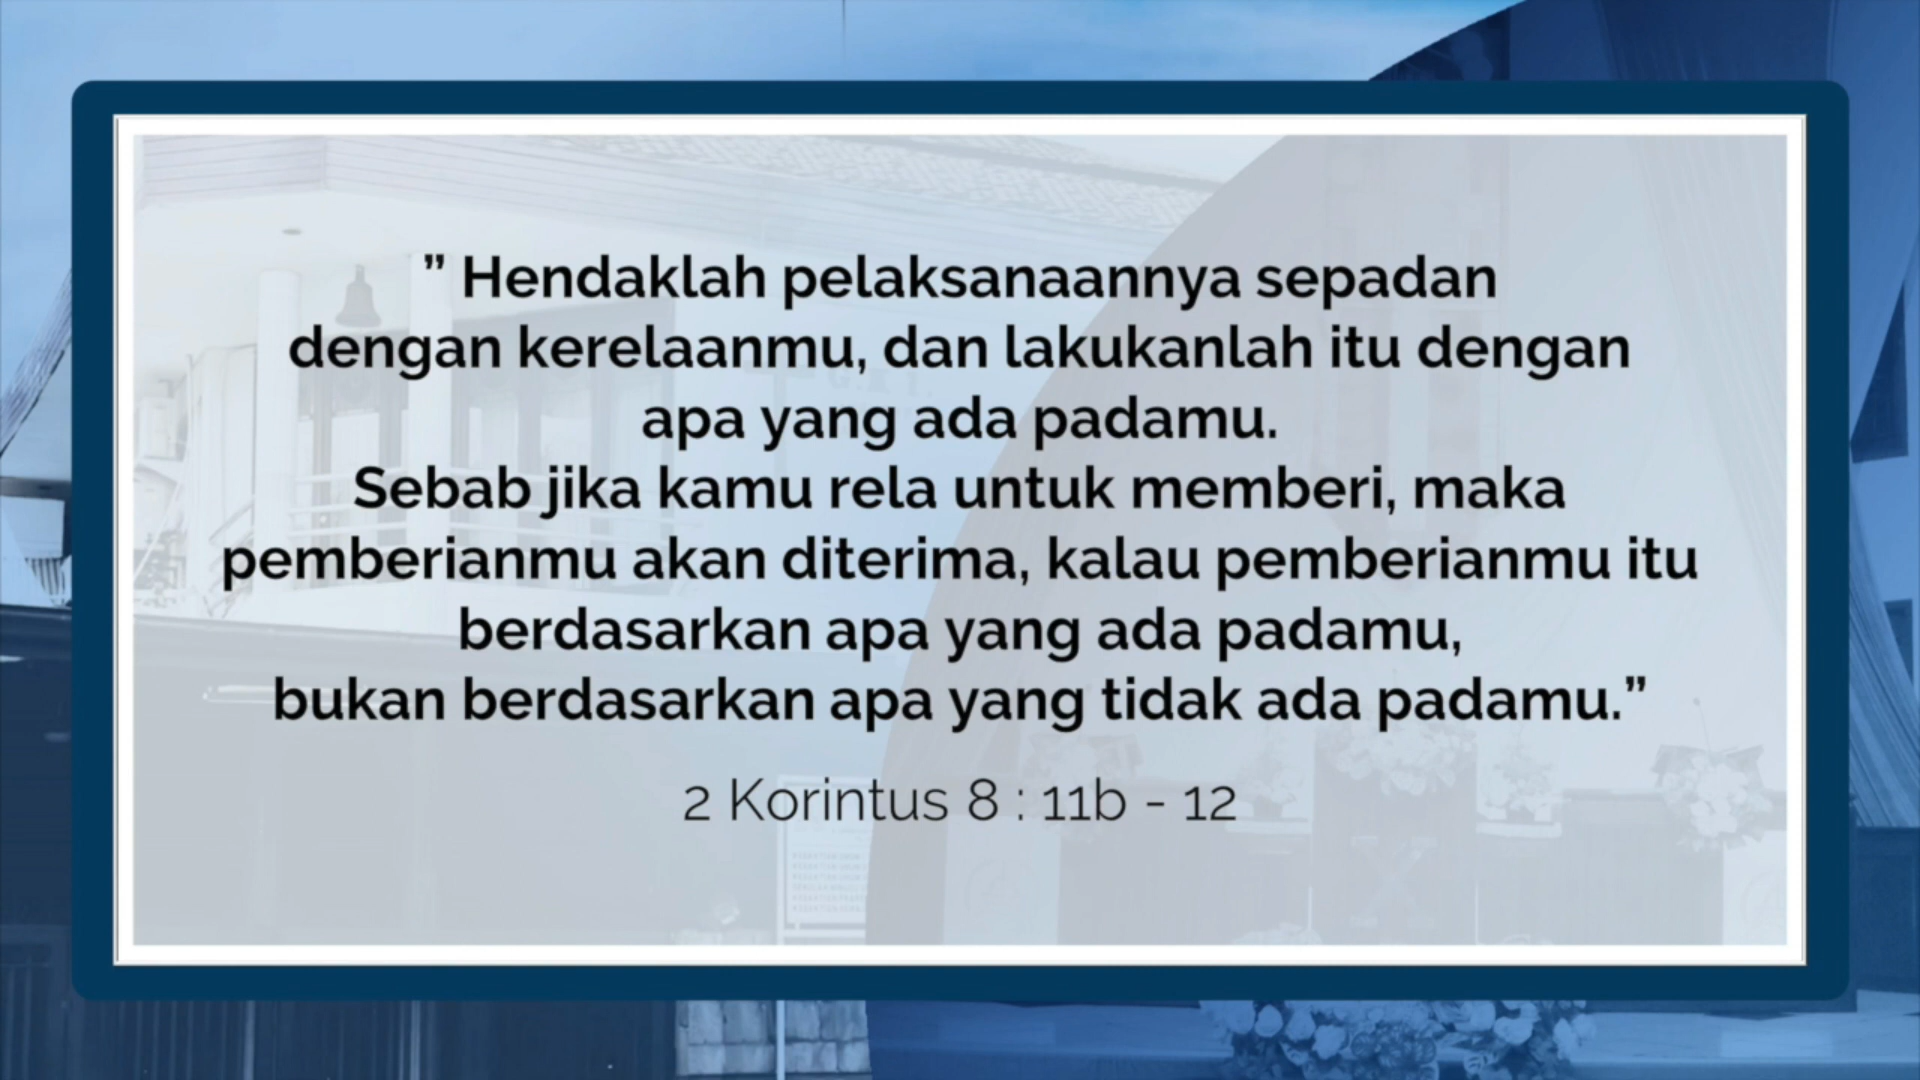 ” Hendaklah pelaksanaannya sepadan
dengan kerelaanmu, dan lakukanlah itu dengan
apa yang ada padamu.
Sebab jika kamu rela untuk memberi, maka
pemberianmu akan diterima, kalau pemberianmu itu
berdasarkan apa yang ada padamu,
bukan berdasarkan apa yang tidak ada padamu.”
2 Korintus 8 : 11b - 12